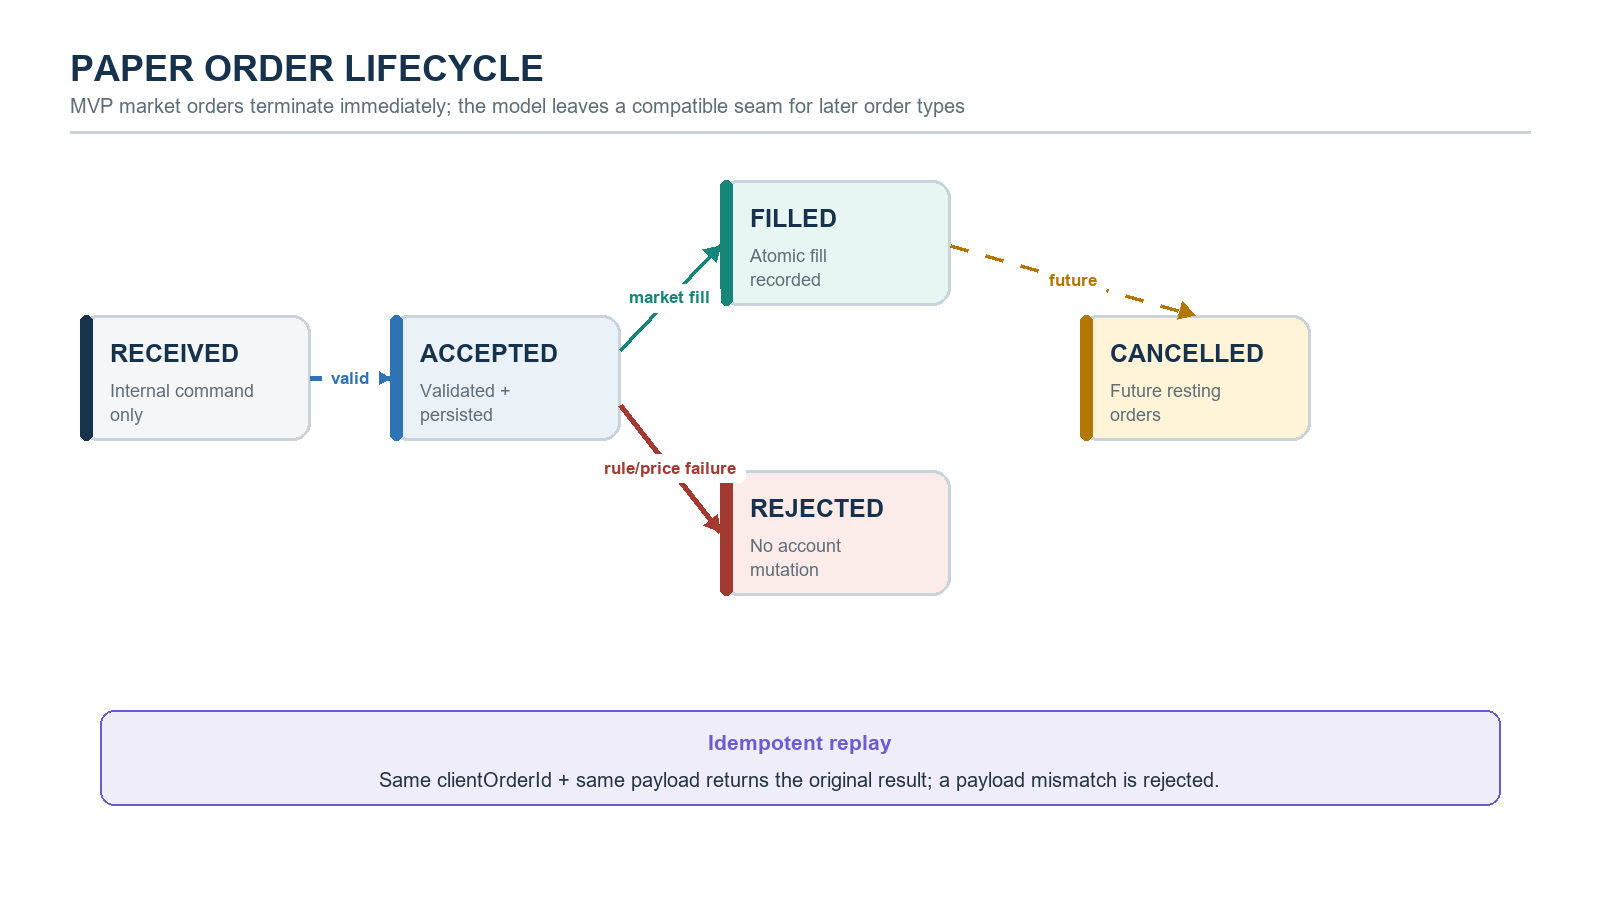 PAPER ORDER LIFECYCLE
MVP market orders terminate immediately; the model leaves a compatible seam for later order types
FILLED
Atomic fill
recorded
future
market fill
RECEIVED
Internal command
only
valid
ACCEPTED
Validated +
persisted
CANCELLED
Future resting
orders
rule/price failure
REJECTED
No account
mutation
Idempotent replay
Same clientOrderId + same payload returns the original result; a payload mismatch is rejected.